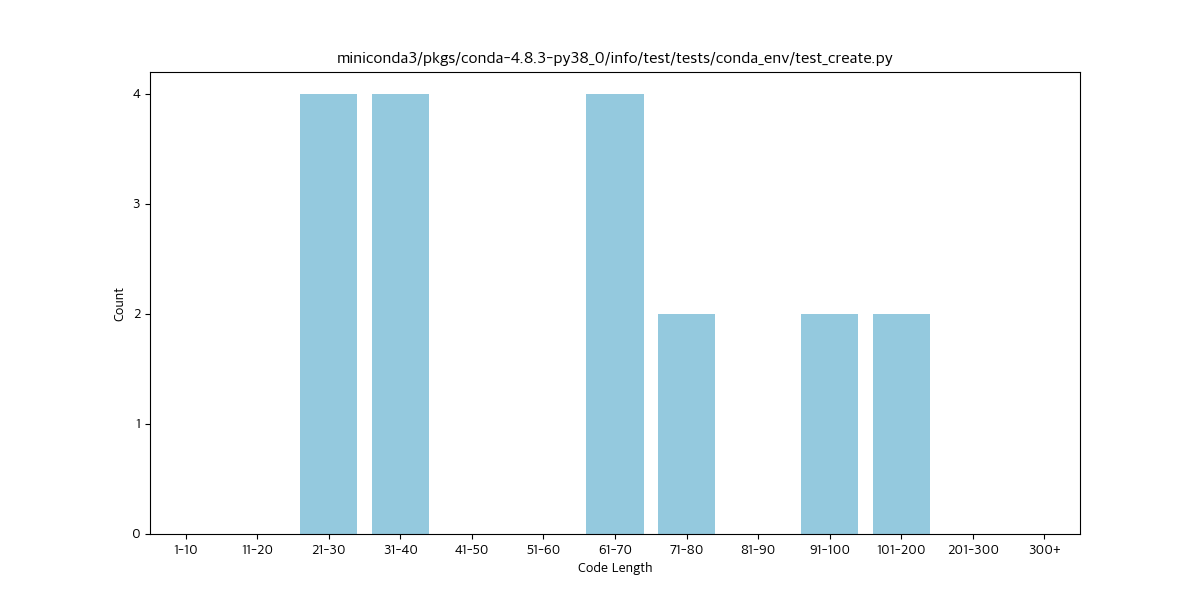 miniconda3/pkgs/conda-4.8.3-py38_0/info/test/tests/conda_env/test_create.py
4
3
2
1
0
Count
1-10 11-20 21-30 31-40 41-50 51-60 61-70 71-80 81-90 91-100 101-200 201-300 300+
Code Length